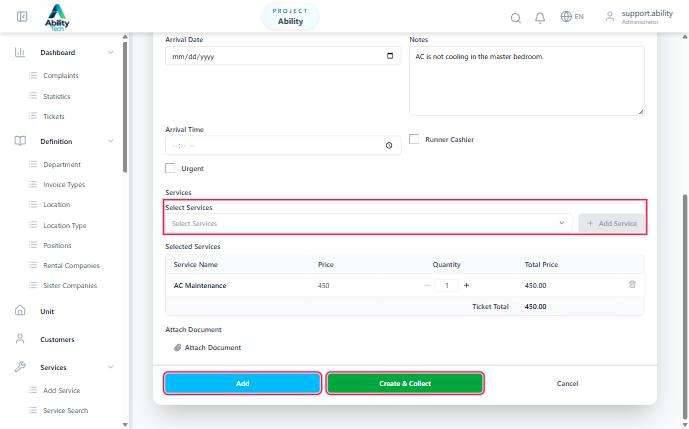 Ability
Tech
PROJECT
Ability
EN
support.ability
Administrator
Dashboard
Complaints
Statistics
Tickets
Definition
Department
Invoice Types
Location
Location Type
Positions
Rental Companies
Sister Companies
Unit
Customers
Services
Add Service
Service Search
Arrival Date
mm/dd/yyyy
Notes
AC is not cooling in the master bedroom.
Arrival Time
--:-- --
Runner Cashier
Urgent
Services
Select Services
Select Services
+ Add Service
Selected Services
Service Name Price Quantity Total Price
AC Maintenance 450 − 1 + 450.00
Ticket Total 450.00
Attach Document
Attach Document
Add
Create & Collect
Cancel